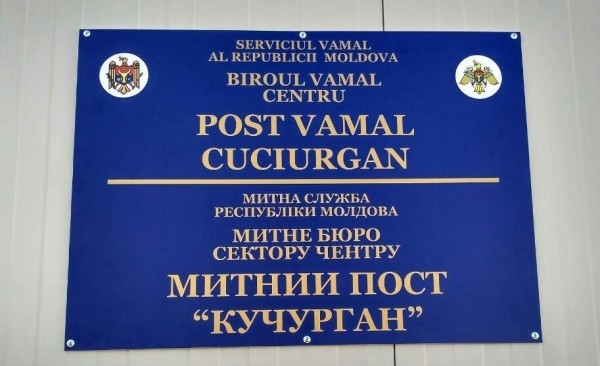 SERVICIUL VAMAL
AL REPUBLICII MOLDOVA
BIROUL VAMAL
CENTRU
POST VAMAL
CUCIURGAN
МИТНА СЛУЖБА
РЕСПУБЛІКИ МОЛДОВА
МИТНЕ БЮРО
СЕКТОРУ ЧЕНТРУ
МИТНИИ ПОСТ
“КУЧУРГАН”